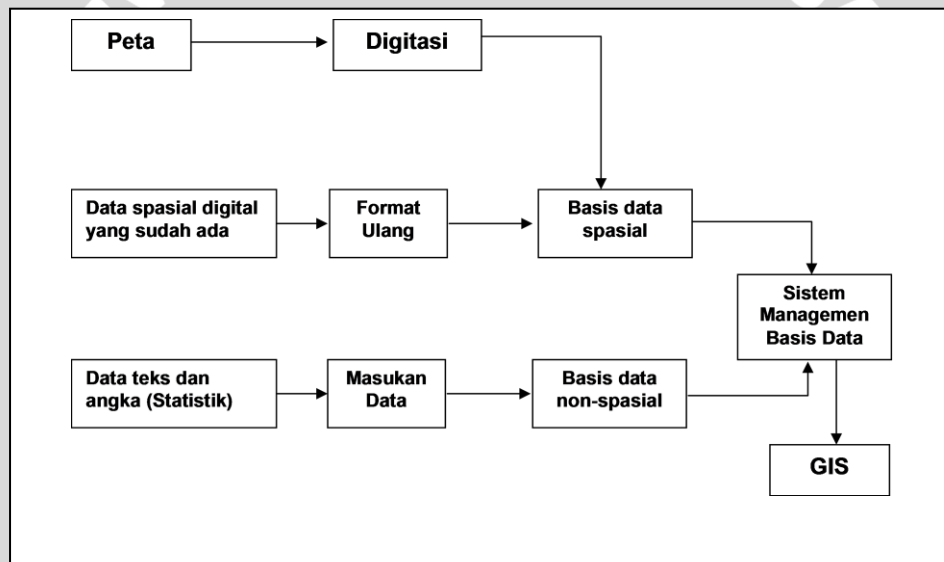 Peta
Digitasi
Data spasial digital
yang sudah ada
Format
Ulang
Basis data
spasial
Sistem
Managemen
Basis Data
Data teks dan
angka (Statistik)
Masukan
Data
Basis data
non-spasial
GIS